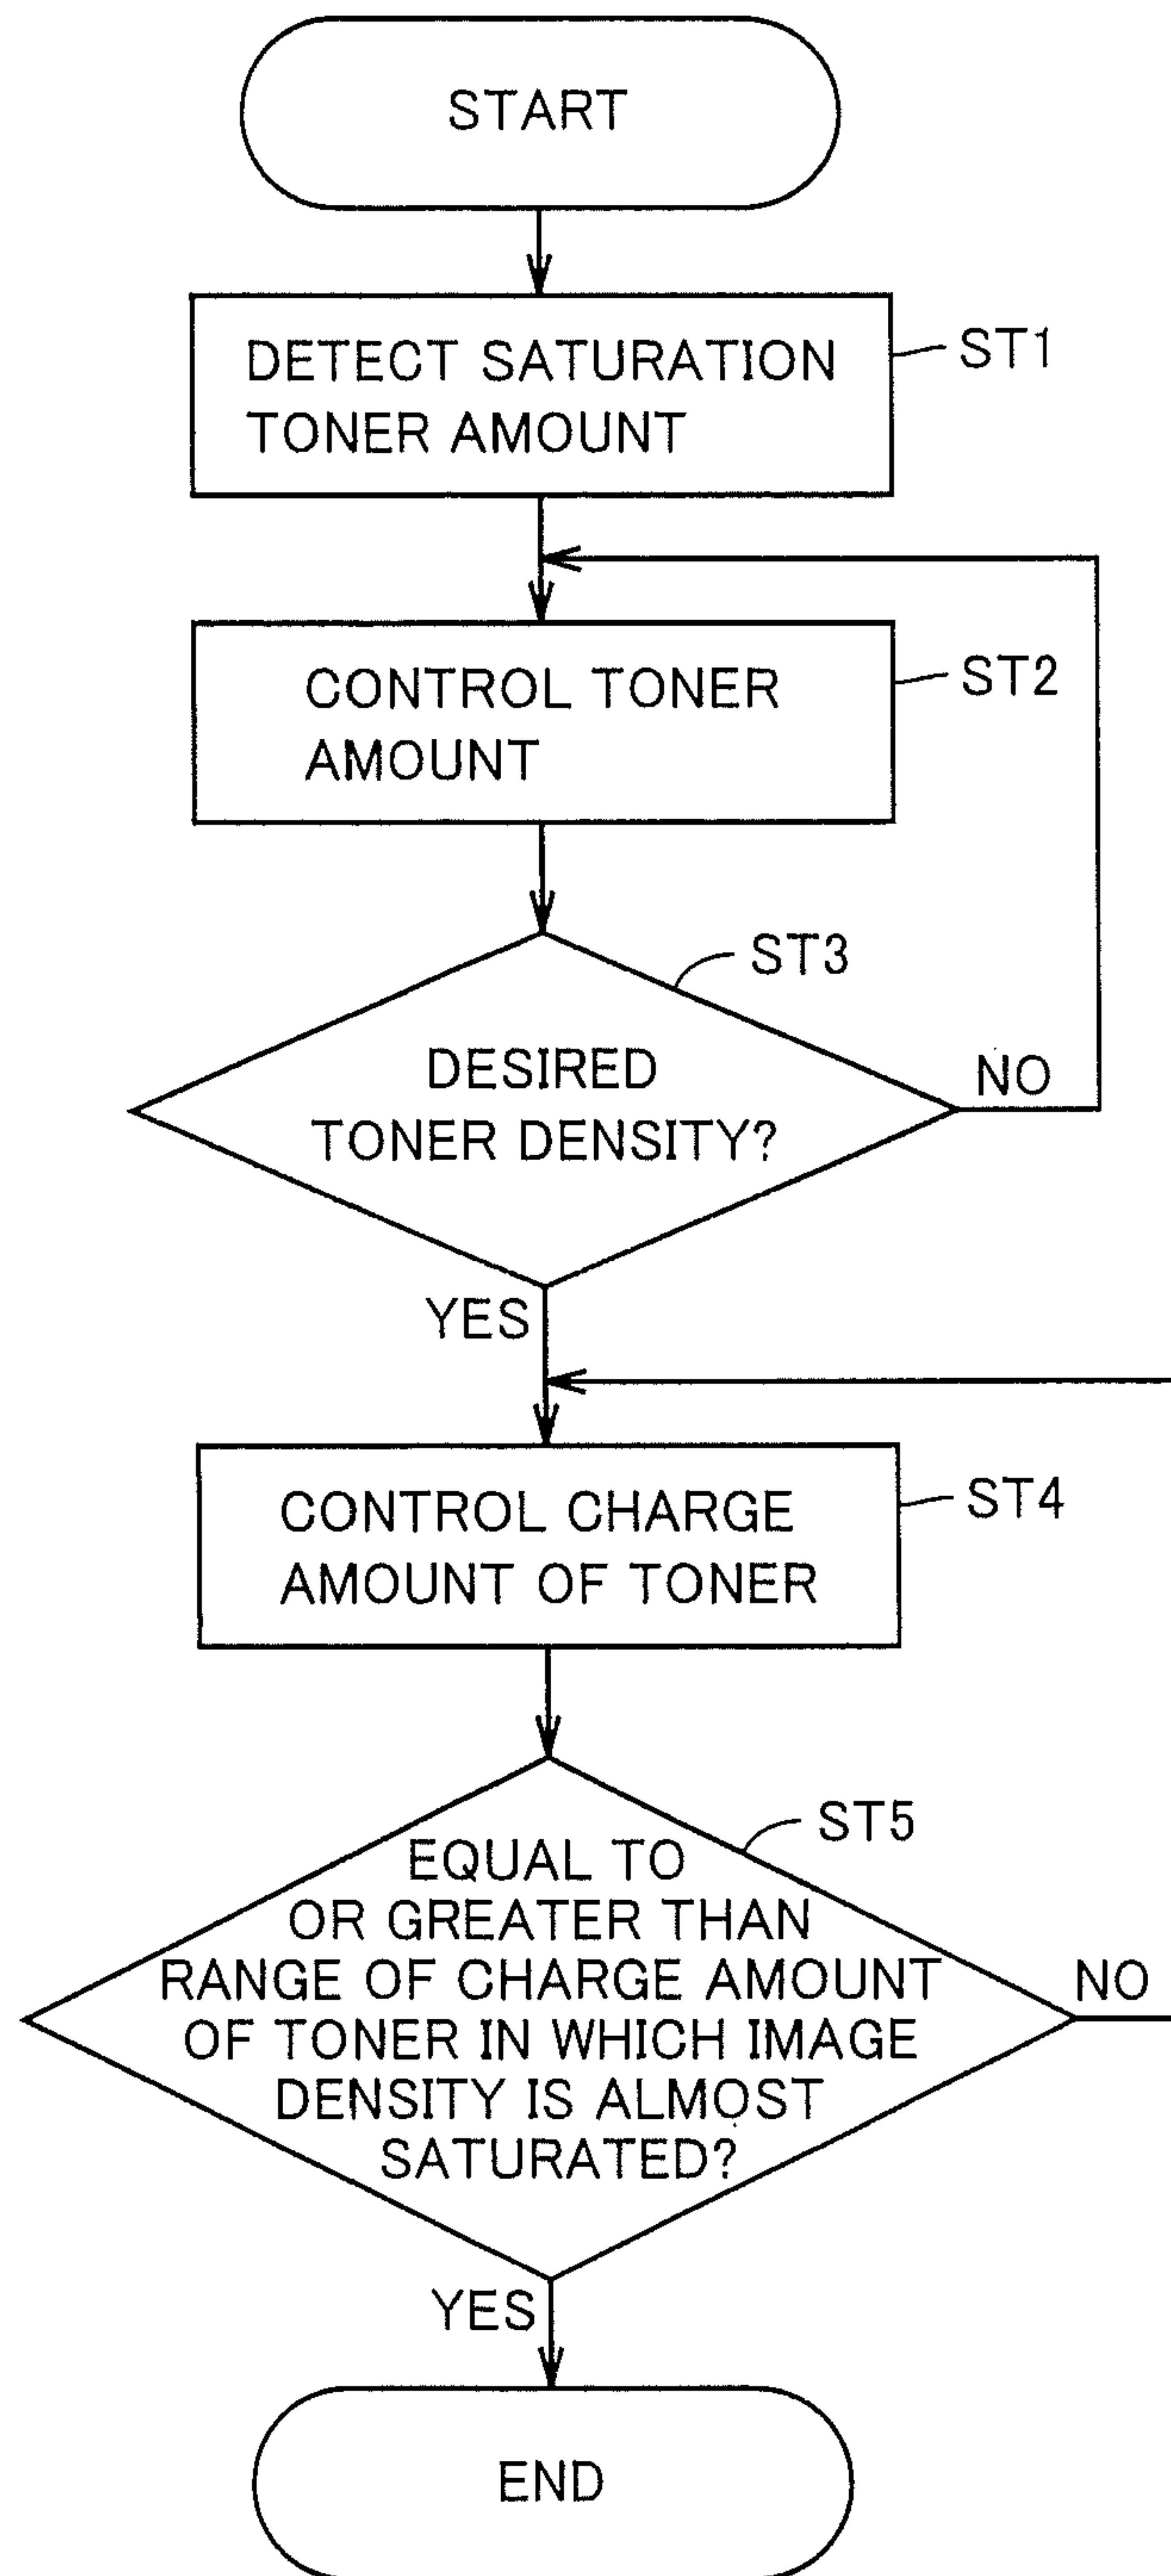 START
DETECT SATURATION
TONER AMOUNT
ST1
CONTROL TONER
AMOUNT
ST2
ST3
DESIRED
TONER DENSITY?
NO
YES
CONTROL CHARGE
AMOUNT OF TONER
ST4
ST5
EQUAL TO
OR GREATER THAN
RANGE OF CHARGE AMOUNT
OF TONER IN WHICH IMAGE
DENSITY IS ALMOST
SATURATED?
NO
YES
END